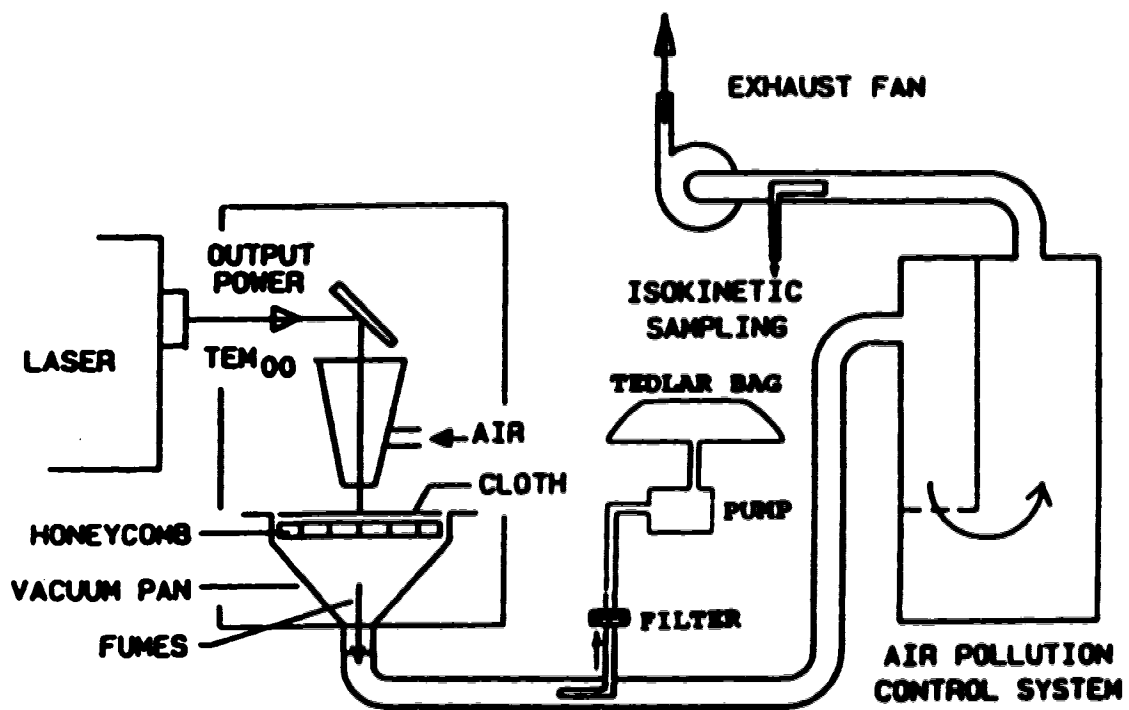 EXHAUST FAN
OUTPUT
POWER
LASER
TEM00
ISOKINETIC
SAMPLING
TEDLAR BAG
AIR
CLOTH
HONEYCOMB
PUMP
VACUUM PAN
FUMES
FILTER
AIR POLLUTION
CONTROL SYSTEM